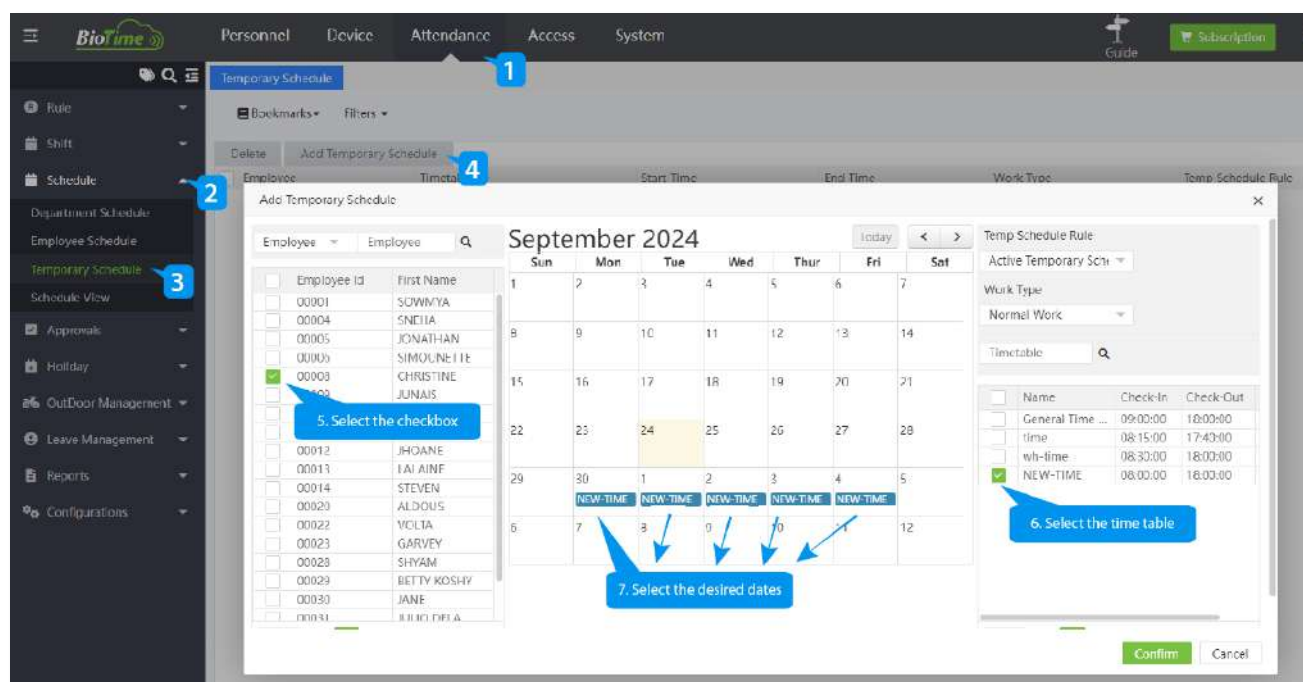 BioTime
Personnel Device Attendance Access System
Guide
Subscription
1
Temporary Schedule
Rule
Bookmarks Filters
Shift
Delete Add Temporary Schedule
4
Schedule
2
Employee Start Time End Time Work Type Temp Schedule Rule
Add Temporary Schedule ×
Department Schedule
Employee Schedule
Temporary Schedule
3
Schedule View
Approvals
Holiday
OutDoor Management
Leave Management
Reports
Configurations
Employee Employee
Employee Id First Name
00001 SOWMYA
00004 SNEHA
00005 JONATHAN
SIMOUNETTE
00008 CHRISTINE
JUNAIS
5. Select the checkbox
00012 JHOANE
00013 LALAINE
00014 STEVEN
00020 ALDOUS
00022 VOLTA
00023 GARVEY
00028 SHYAM
00029 BETTY KOSHY
00030 JANE
00031 JULIO DELA
September 2024
Today < >
Sun Mon Tue Wed Thur Fri Sat
1 2 3 4 5 6 7
8 9 10 11 12 13 14
15 16 17 18 19 20 21
22 23 24 25 26 27 28
29 30 1 2 3 4 5
NEW-TIME NEW-TIME NEW-TIME NEW-TIME NEW-TIME
6 7 8 9 10 11 12
7. Select the desired dates
Temp Schedule Rule
Active Temporary Sche
Work Type
Normal Work
Timetable
Name Check-In Check-Out
General Time ... 09:00:00 18:00:00
time 08:15:00 17:40:00
wh-time 08:30:00 18:00:00
NEW-TIME 08:00:00 18:00:00
6. Select the time table
Confirm Cancel